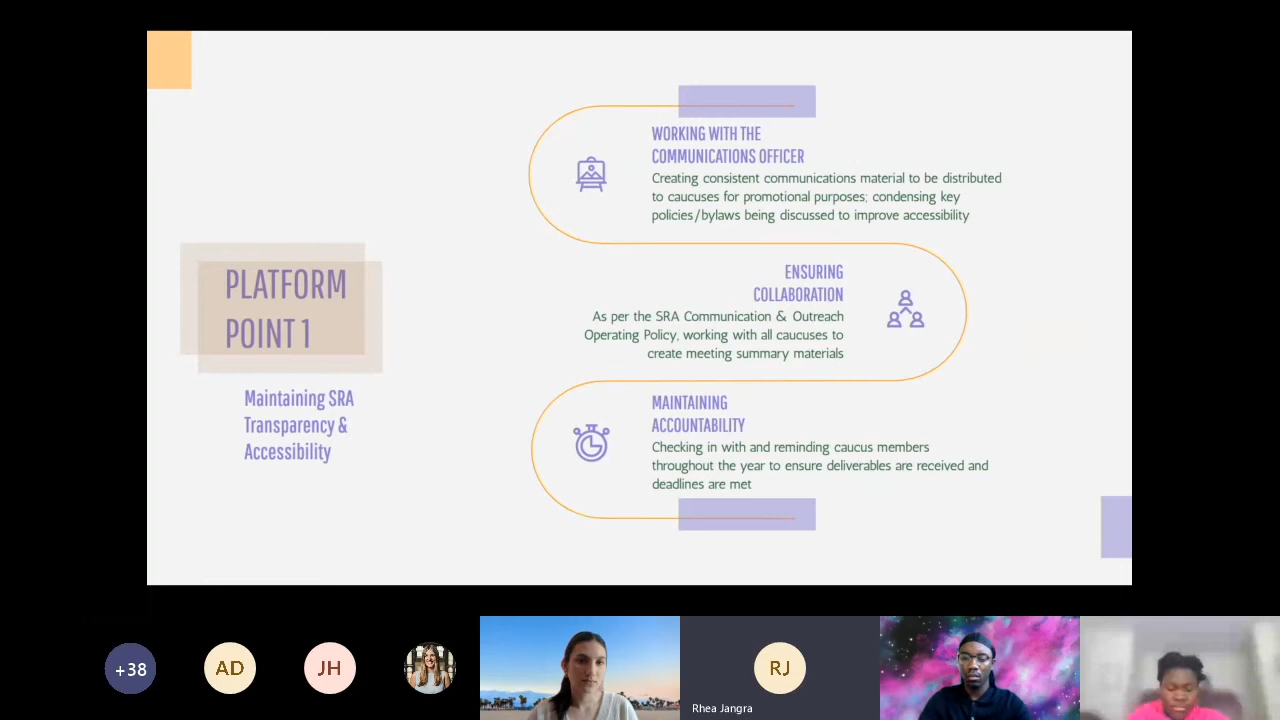 PLATFORM
POINT 1
Maintaining SRA
Transparency &
Accessibility
WORKING WITH THE
COMMUNICATIONS OFFICER
Creating consistent communications material to be distributed
to caucuses for promotional purposes; condensing key
policies/bylaws being discussed to improve accessibility
ENSURING
COLLABORATION
As per the SRA Communication & Outreach
Operating Policy, working with all caucuses to
create meeting summary materials
MAINTAINING
ACCOUNTABILITY
Checking in with and reminding caucus members
throughout the year to ensure deliverables are received and
deadlines are met
+38
AD
JH
RJ
Rhea Jangra